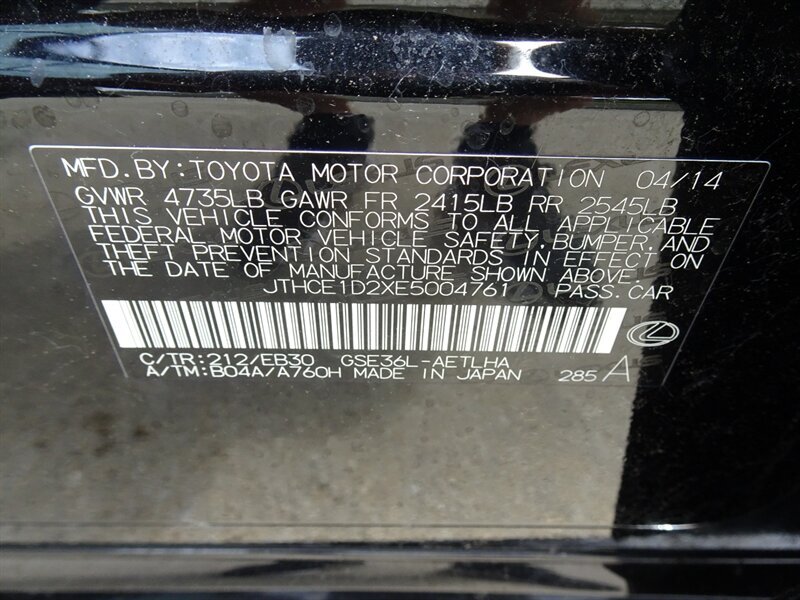 MFD.BY:TOYOTA MOTOR CORPORATION 04/14
GVWR 4735LB GAWR FR 2415LB RR 2545LB
THIS VEHICLE CONFORMS TO ALL APPLICABLE
FEDERAL MOTOR VEHICLE SAFETY,BUMPER,AND
THEFT PREVENTION STANDARDS IN EFFECT ON
THE DATE OF MANUFACTURE SHOWN ABOVE.
JTHCE1D2XE5004761 PASS.CAR
C/TR:212/EB30 GSE36L-AETLHA
A/TM:B04A/A760H MADE IN JAPAN 285 A